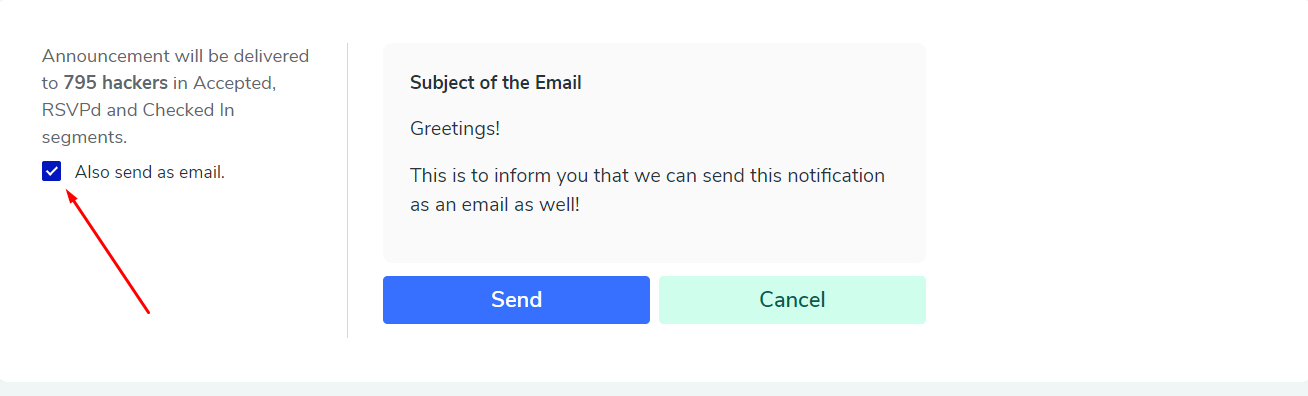 Announcement will be delivered
to 795 hackers in Accepted,
RSVPd and Checked In
segments.
Also send as email.
Subject of the Email
Greetings!
This is to inform you that we can send this notification
as an email as well!
Send
Cancel